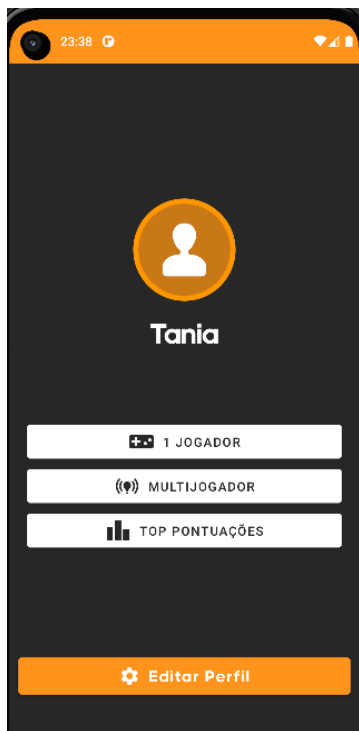 23:38
Tania
1 JOGADOR
MULTIJOGADOR
TOP PONTUAÇÕES
Editar Perfil